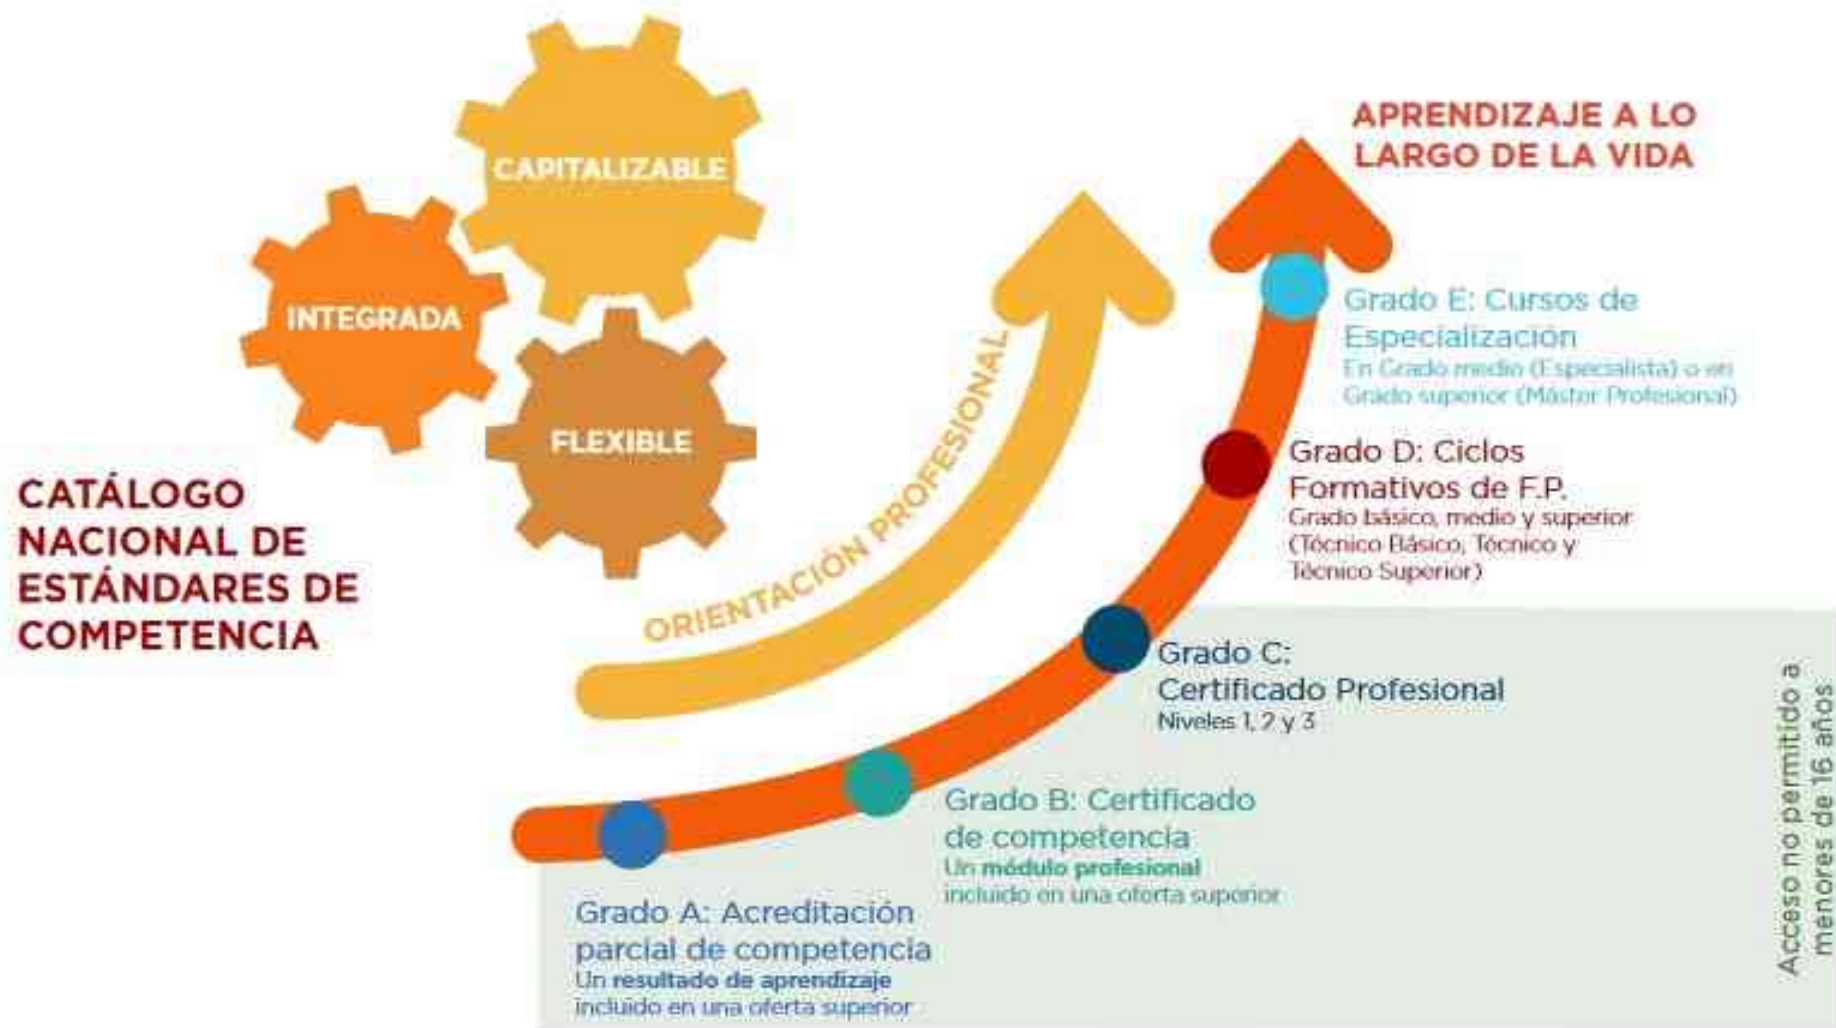 CAPITALIZABLE
INTEGRADA
FLEXIBLE
CATÁLOGO
NACIONAL DE
ESTÁNDARES DE
COMPETENCIA
ORIENTACIÓN PROFESIONAL
APRENDIZAJE A LO
LARGO DE LA VIDA
Grado E: Cursos de
Especialización
En Grado medio (Especialista) o en
Grado superior (Máster Profesional)
Grado D: Ciclos
Formativos de F.P.
Grado básico, medio y superior
(Técnico Básico, Técnico y
Técnico Superior)
Grado C:
Certificado Profesional
Niveles 1, 2 y 3
Grado B: Certificado
de competencia
Un módulo profesional
incluido en una oferta superior
Grado A: Acreditación
parcial de competencia
Un resultado de aprendizaje
incluido en una oferta superior
Acceso no permitido a
menores de 16 años